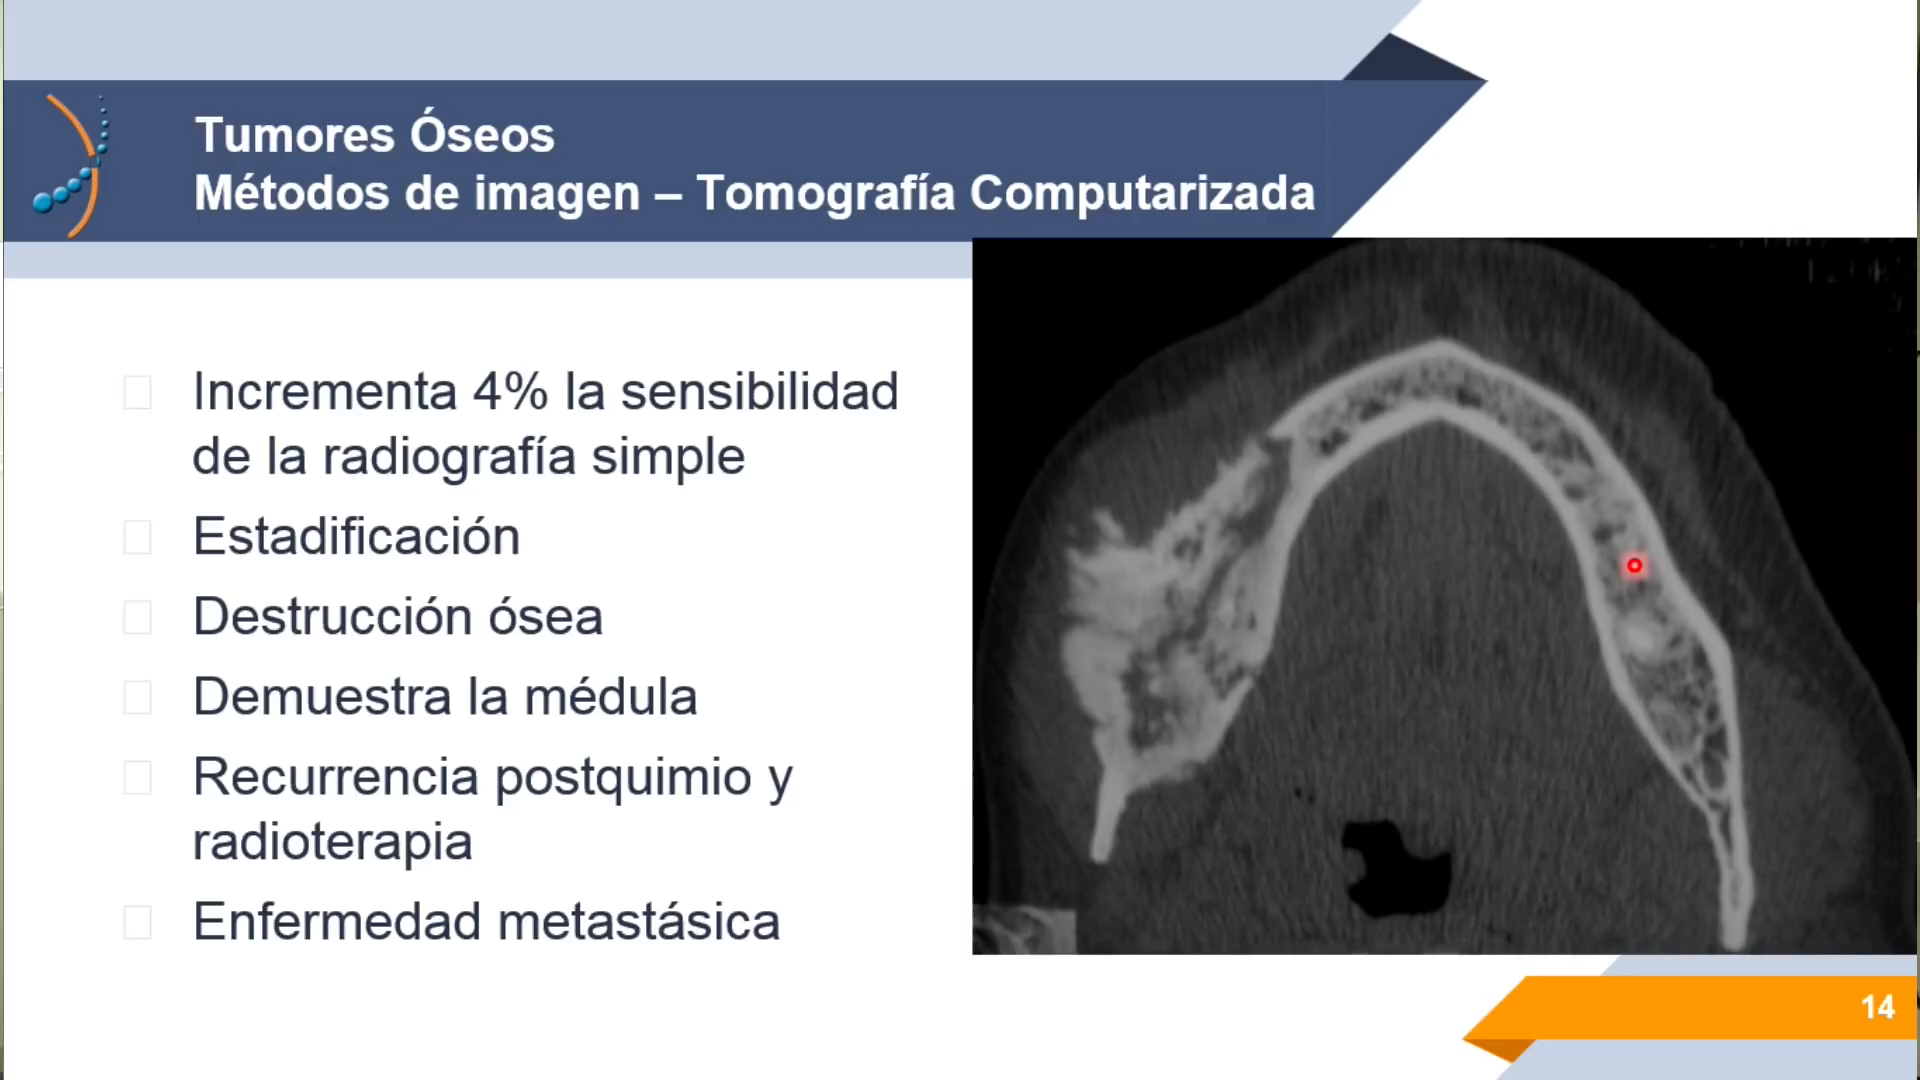 Tumores Óseos
Métodos de imagen – Tomografía Computarizada
Incrementa 4% la sensibilidad
de la radiografía simple
Estadificación
Destrucción ósea
Demuestra la médula
Recurrencia postquimio y
radioterapia
Enfermedad metastásica
14